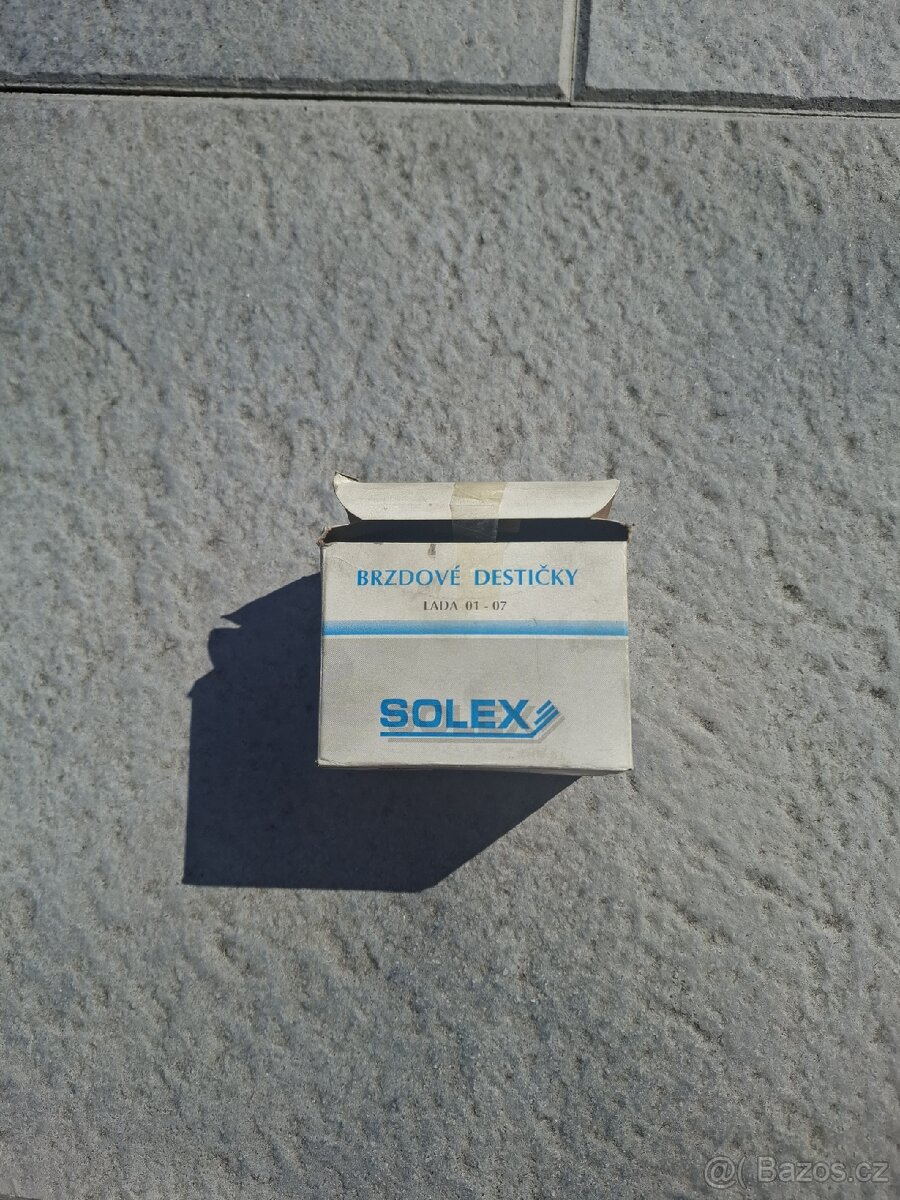 BRZDOVÉ DESTIČKY
LADA 01 - 07
SOLEX
@( Bazos.cz